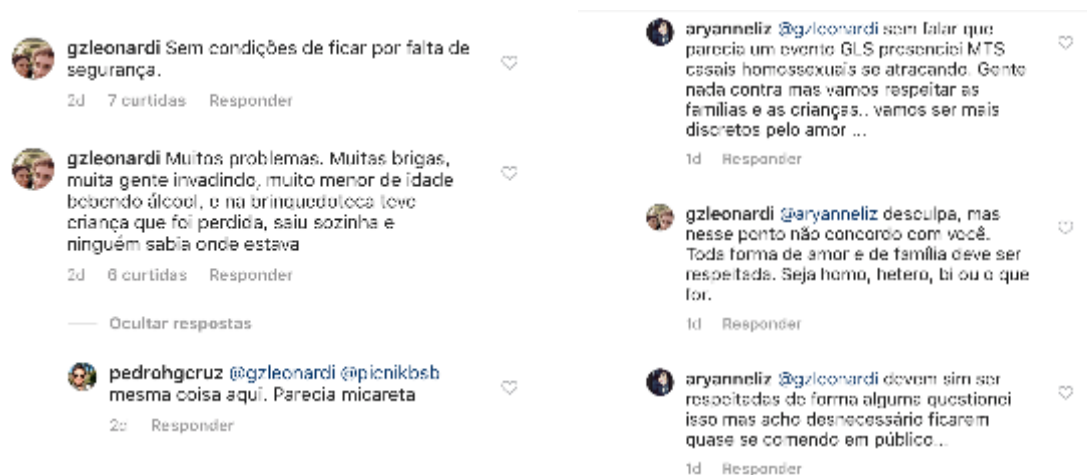 gzleonardi Sem condições de ficar por falta de
segurança.
2d 7 curtidas Responder
gzleonardi Muitos problemas. Muitas brigas,
muita gente invadindo, muito menor de idade
bebendo álcool, e na brinquedoteca teve
criança que foi perdida, saiu sozinha e
ninguém sabia onde estava
2d 6 curtidas Responder
Ocultar respostas
pedrohgcruz @gzleonardi @picnikbsb
mesma coisa aqui. Parecia micareta
2d Responder
aryanneliz @gzleonardi sem falar que
parecia um evento GLS presenciei MTS
casais homossexuais se atracando. Gente
nada contra mas vamos respeitar as
famílias e as crianças.. vamos ser mais
discretos pelo amor ...
1d Responder
gzleonardi @aryanneliz desculpa, mas
nesse ponto não concordo com você.
Toda forma de amor e de família deve ser
respeitada. Seja homo, hetero, bi ou o que
for.
1d Responder
aryanneliz @gzleonardi devem sim ser
respeitadas de forma alguma questionei
isso mas acho desnecessário ficarem
quase se comendo em público...
1d Responder